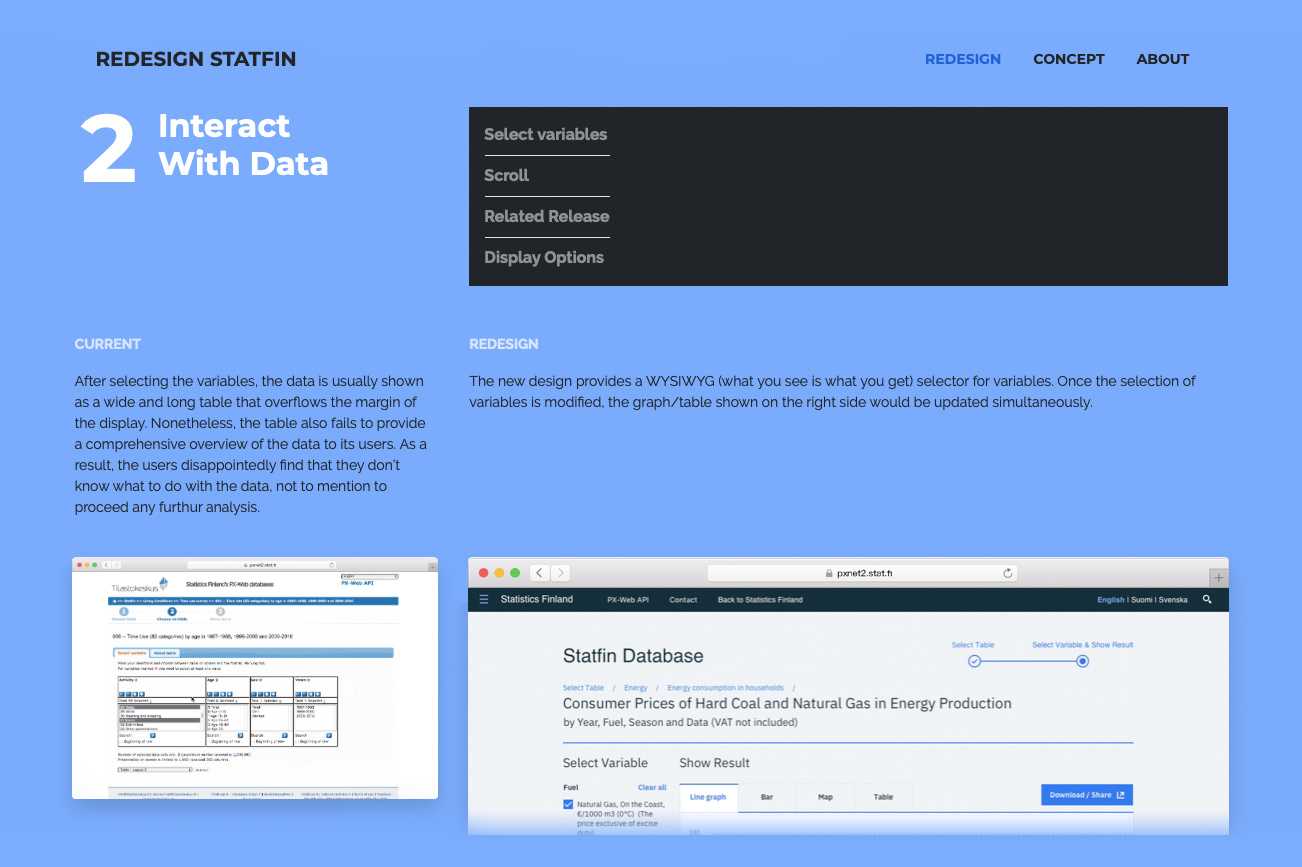 REDESIGN STATFIN
REDESIGN
CONCEPT
ABOUT
2
Interact
With Data
Select variables
Scroll
Related Release
Display Options
CURRENT
After selecting the variables, the data is usually shown
as a wide and long table that overflows the margin of
the display. Nonetheless, the table also fails to provide
a comprehensive overview of the data to its users. As a
result, the users disappointedly find that they don't
know what to do with the data, not to mention to
proceed any furthur analysis.
REDESIGN
The new design provides a WYSIWYG (what you see is what you get) selector for variables. Once the selection of
variables is modified, the graph/table shown on the right side would be updated simultaneously.
pxnet2.stat.fi
Tilastokeskus
Statistics Finland's PX-Web databases
PX-Web API
Search
Search
Search
Search
pxnet2.stat.fi
Statistics Finland
PX-Web API
Contact
Back to Statistics Finland
English | Suomi | Svenska
Statfin Database
Select Table
Select Variable & Show Result
Select Table / Energy / Energy consumption in households /
Consumer Prices of Hard Coal and Natural Gas in Energy Production
by Year, Fuel, Season and Data (VAT not included)
Select Variable
Show Result
Fuel
Clear all
Line graph
Bar
Map
Table
Download / Share
Natural Gas, On the Coast,
€/1000 m3 (0°C) (The
price exclusive of excise